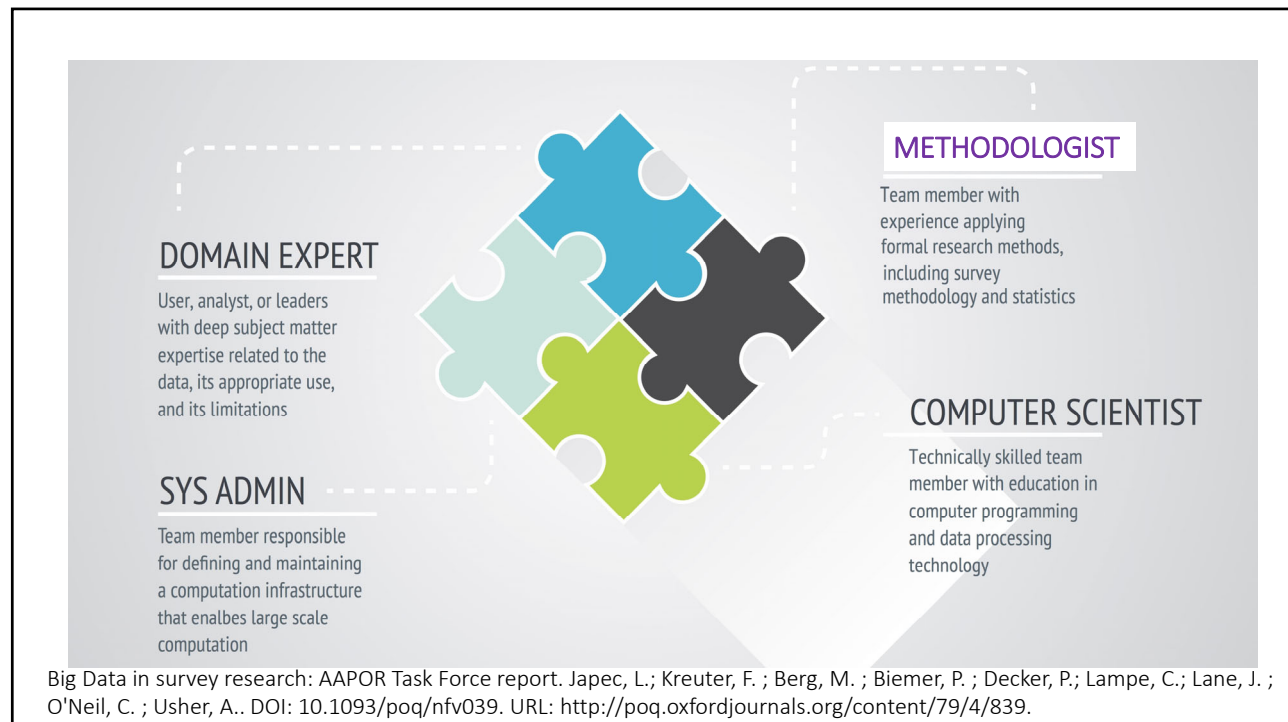 DOMAIN EXPERT
User, analyst, or leaders
with deep subject matter
expertise related to the
data, its appropriate use,
and its limitations
SYS ADMIN
Team member responsible
for defining and maintaining
a computation infrastructure
that enalbes large scale
computation
METHODOLOGIST
Team member with
experience applying
formal research methods,
including survey
methodology and statistics
COMPUTER SCIENTIST
Technically skilled team
member with education in
computer programming
and data processing
technology
Big Data in survey research: AAPOR Task Force report. Japec, L.; Kreuter, F. ; Berg, M. ; Biemer, P. ; Decker, P.; Lampe, C.; Lane, J. ;
O'Neil, C. ; Usher, A.. DOI: 10.1093/poq/nfv039. URL: http://poq.oxfordjournals.org/content/79/4/839.